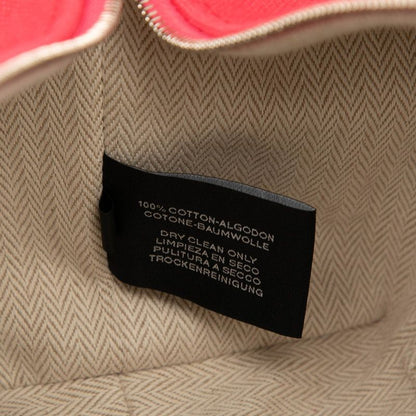 100% COTTON-ALGODON
COTONE-BAUMWOLLE
DRY CLEAN ONLY
LIMPIEZA EN SECO
PULITURA A SECCO
TROCKENREINIGUNG